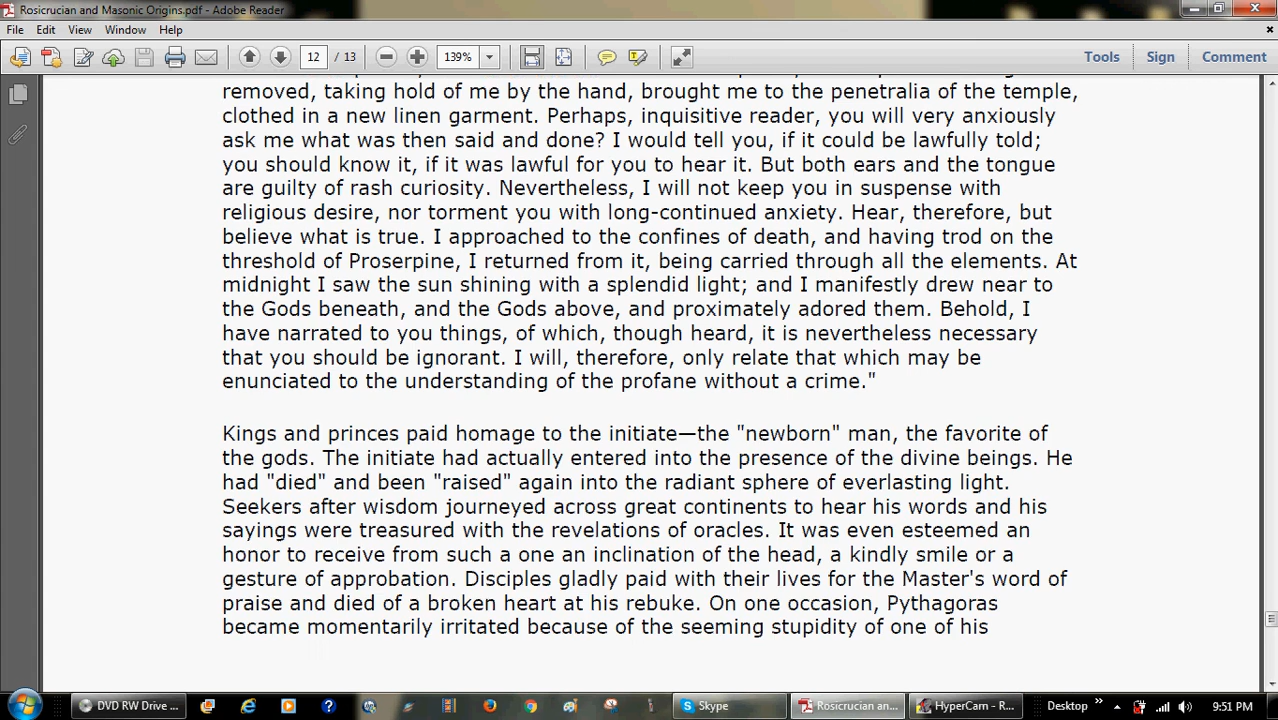 Rosicrucian and Masonic Origins.pdf - Adobe Reader
File Edit View Window Help
12 / 13 139% Tools Sign Comment
removed, taking hold of me by the hand, brought me to the penetralia of the temple,
clothed in a new linen garment. Perhaps, inquisitive reader, you will very anxiously
ask me what was then said and done? I would tell you, if it could be lawfully told;
you should know it, if it was lawful for you to hear it. But both ears and the tongue
are guilty of rash curiosity. Nevertheless, I will not keep you in suspense with
religious desire, nor torment you with long-continued anxiety. Hear, therefore, but
believe what is true. I approached to the confines of death, and having trod on the
threshold of Proserpine, I returned from it, being carried through all the elements. At
midnight I saw the sun shining with a splendid light; and I manifestly drew near to
the Gods beneath, and the Gods above, and proximately adored them. Behold, I
have narrated to you things, of which, though heard, it is nevertheless necessary
that you should be ignorant. I will, therefore, only relate that which may be
enunciated to the understanding of the profane without a crime."
Kings and princes paid homage to the initiate—the "newborn" man, the favorite of
the gods. The initiate had actually entered into the presence of the divine beings. He
had "died" and been "raised" again into the radiant sphere of everlasting light.
Seekers after wisdom journeyed across great continents to hear his words and his
sayings were treasured with the revelations of oracles. It was even esteemed an
honor to receive from such a one an inclination of the head, a kindly smile or a
gesture of approbation. Disciples gladly paid with their lives for the Master's word of
praise and died of a broken heart at his rebuke. On one occasion, Pythagoras
became momentarily irritated because of the seeming stupidity of one of his
DVD RW Drive ... Skype Rosicrucian an... HyperCam - R... Desktop 9:51 PM